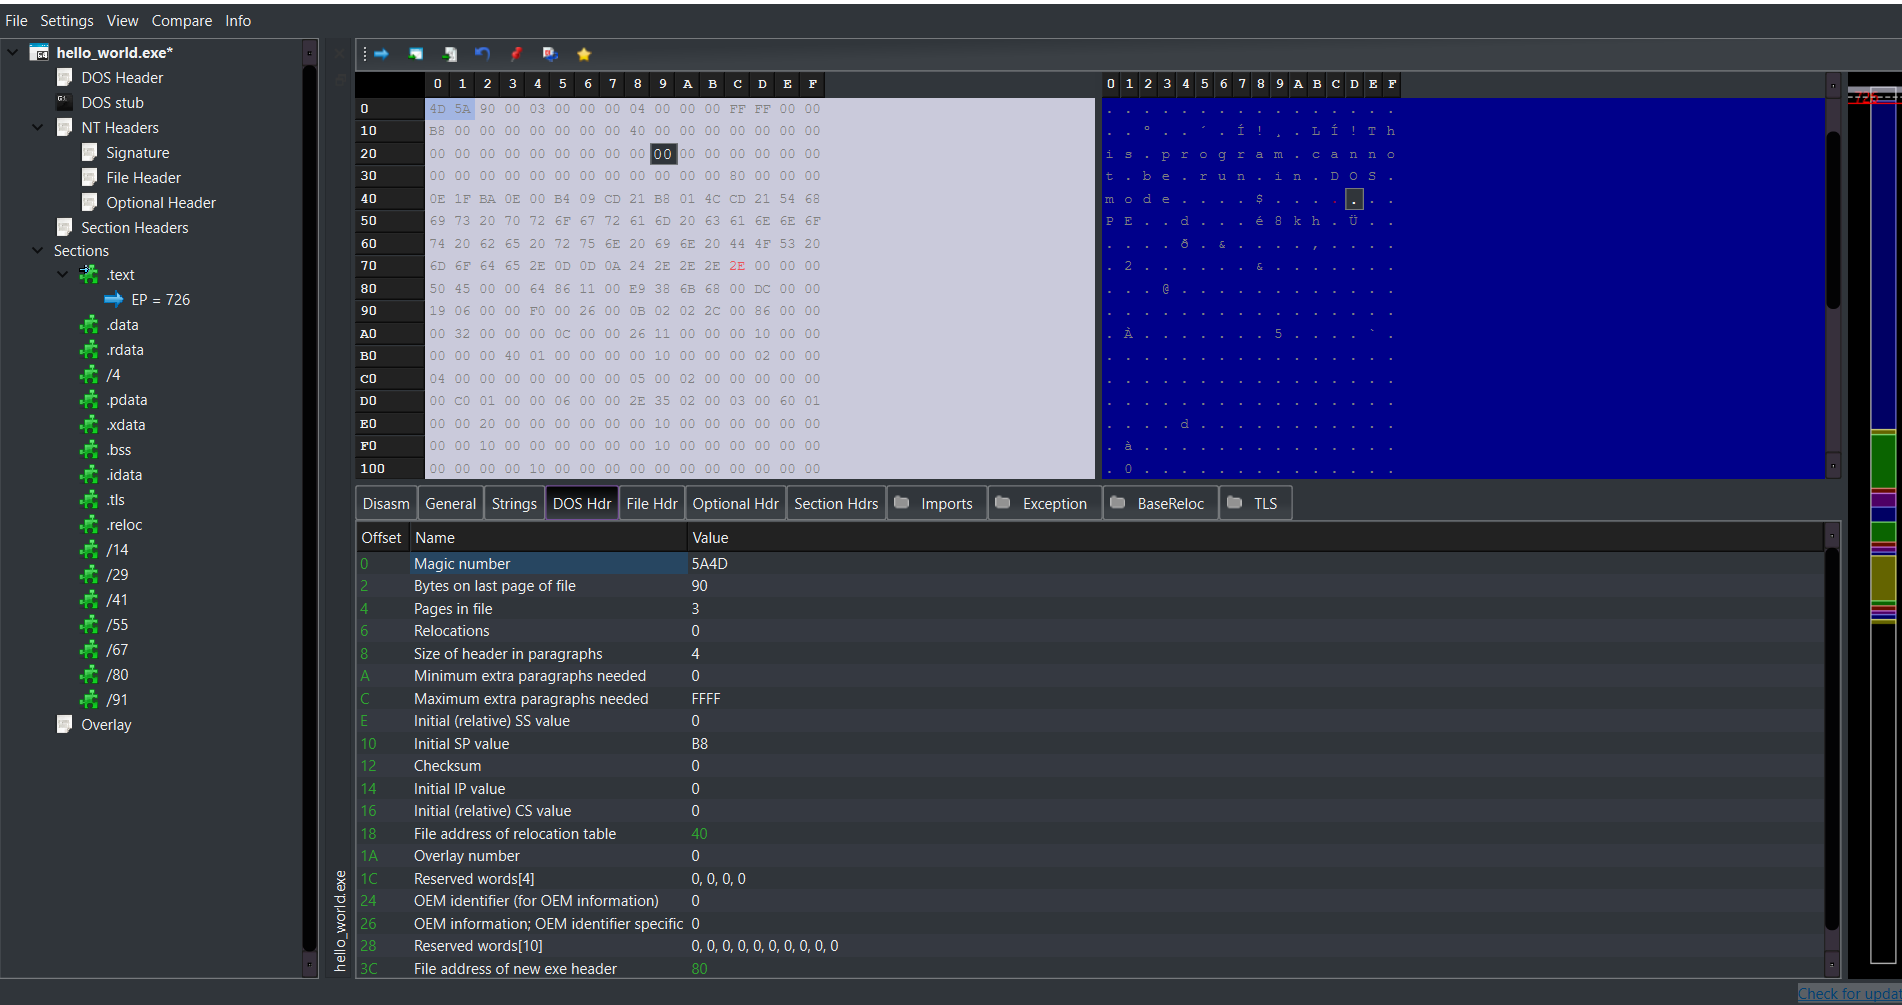 File Settings View Compare Info
hello_world.exe*
DOS Header
DOS stub
NT Headers
Signature
File Header
Optional Header
Section Headers
Sections
.text
EP = 726
.data
.rdata
/4
.pdata
.xdata
.bss
.idata
.tls
.reloc
/14
/29
/41
/55
/67
/80
/91
Overlay
hello_world.exe
0 1 2 3 4 5 6 7 8 9 A B C D E F
0 4D 5A 90 00 03 00 00 00 04 00 00 00 FF FF 00 00
10 B8 00 00 00 00 00 00 00 40 00 00 00 00 00 00 00
20 00 00 00 00 00 00 00 00 00 00 00 00 00 00 00 00
30 00 00 00 00 00 00 00 00 00 00 00 00 80 00 00 00
40 0E 1F BA 0E 00 B4 09 CD 21 B8 01 4C CD 21 54 68
50 69 73 20 70 72 6F 67 72 61 6D 20 63 61 6E 6E 6F
60 74 20 62 65 20 72 75 6E 20 69 6E 20 44 4F 53 20
70 6D 6F 64 65 2E 0D 0D 0A 24 2E 2E 2E 2E 00 00 00
80 50 45 00 00 64 86 11 00 E9 38 6B 68 00 DC 00 00
90 19 06 00 00 F0 00 26 00 0B 02 02 2C 00 86 00 00
A0 00 32 00 00 00 0C 00 00 26 11 00 00 00 10 00 00
B0 00 00 00 40 01 00 00 00 00 10 00 00 00 02 00 00
C0 04 00 00 00 00 00 00 00 05 00 02 00 00 00 00 00
D0 00 C0 01 00 00 06 00 00 2E 35 02 00 03 00 60 01
E0 00 00 20 00 00 00 00 00 00 10 00 00 00 00 00 00
F0 00 00 10 00 00 00 00 00 00 10 00 00 00 00 00 00
100 00 00 00 00 10 00 00 00 00 00 00 00 00 00 00 00
0 1 2 3 4 5 6 7 8 9 A B C D E F
. . . . . . . . . . . . . . . .
. . º . . ´ . Í ! ¸ . L Í ! T h
i s . p r o g r a m . c a n n o
t . b e . r u n . i n . D O S .
m o d e . . . . $ . . . . . . .
P E . . d . . . é 8 k h . Ü . .
. . . . ð . & . . . . , . . . .
. 2 . . . . . . & . . . . . . .
. . . @ . . . . . . . . . . . .
. . . . . . . . . . . . . . . .
. À . . . . . . . 5 . . . . ` .
. . . . . . . . . . . . . . . .
. . . . . . . . . . . . . . . .
. . . . . . . . . . . . . . . .
. . . . d . . . . . . . . . . .
. à . . . . . . . . . . . . . .
. 0 . . . . . . . . . . . . . .
Disasm General Strings DOS Hdr File Hdr Optional Hdr Section Hdrs Imports Exception BaseReloc TLS
Offset Name Value
0 Magic number 5A4D
2 Bytes on last page of file 90
4 Pages in file 3
6 Relocations 0
8 Size of header in paragraphs 4
A Minimum extra paragraphs needed 0
C Maximum extra paragraphs needed FFFF
E Initial (relative) SS value 0
10 Initial SP value B8
12 Checksum 0
14 Initial IP value 0
16 Initial (relative) CS value 0
18 File address of relocation table 40
1A Overlay number 0
1C Reserved words[4] 0, 0, 0, 0
24 OEM identifier (for OEM information) 0
26 OEM information; OEM identifier specific 0
28 Reserved words[10] 0, 0, 0, 0, 0, 0, 0, 0, 0, 0
3C File address of new exe header 80
Check for updat